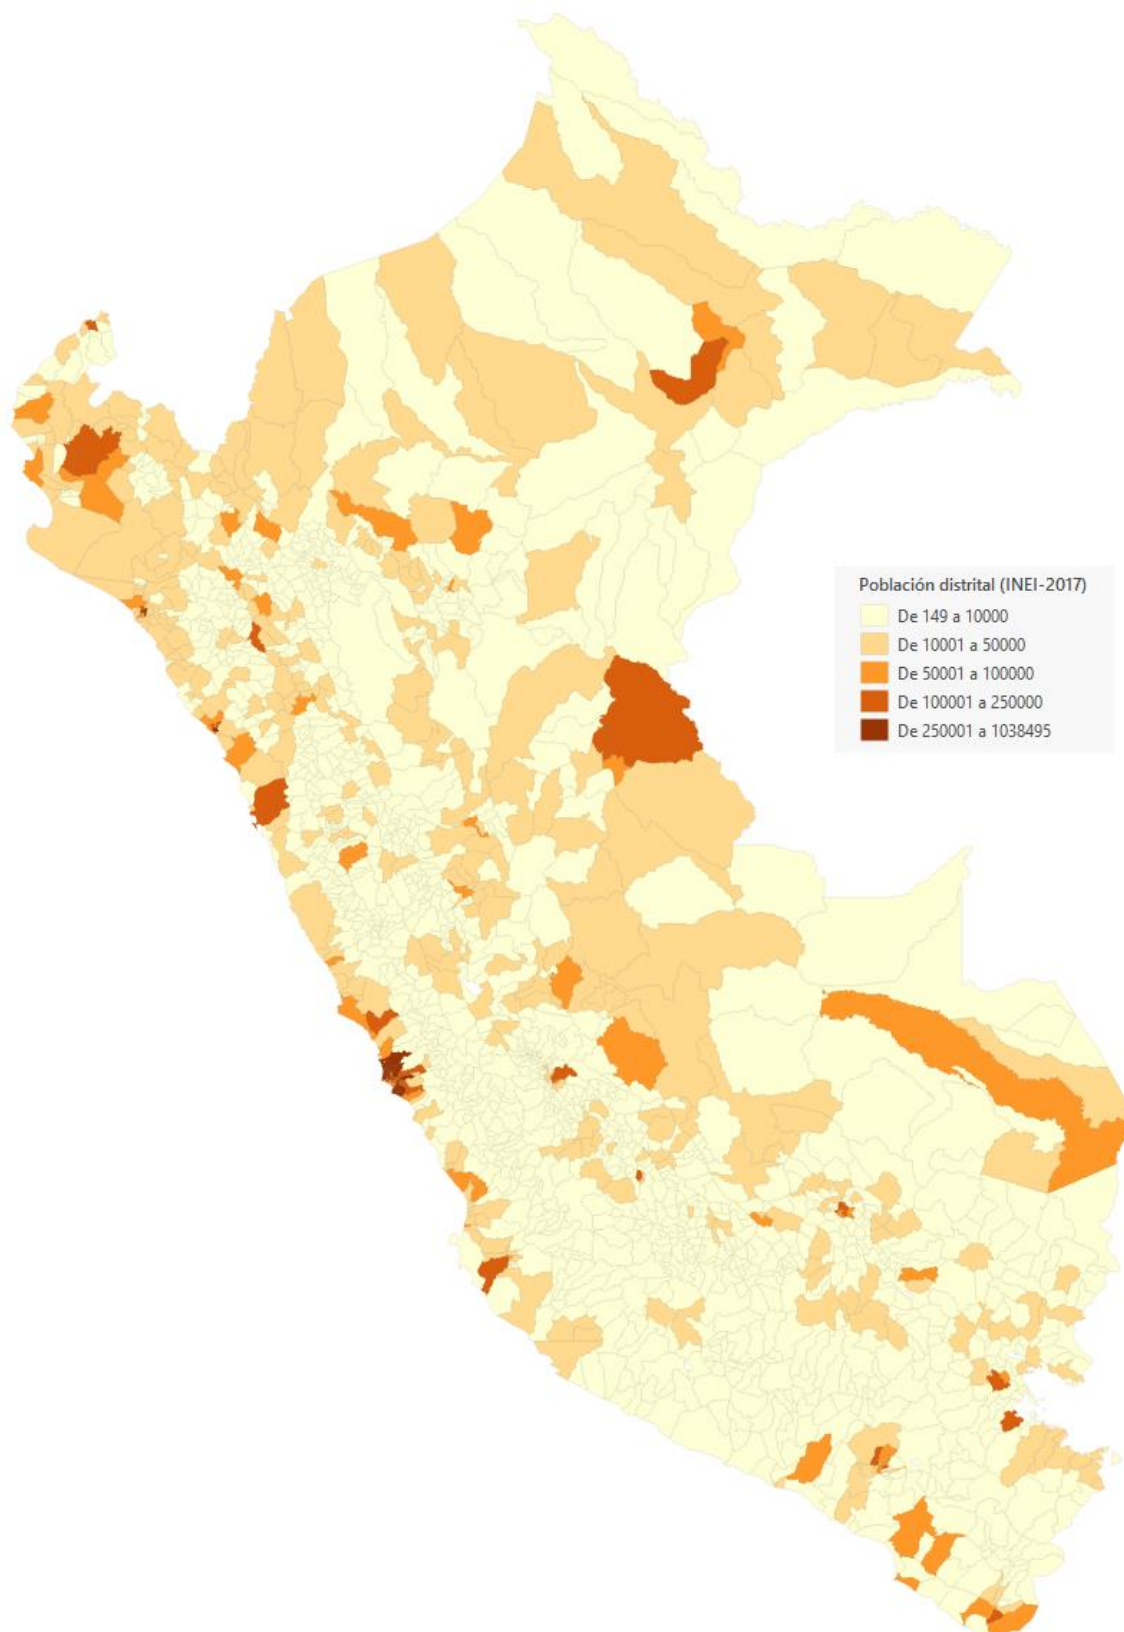 Población distrital (INEI-2017)
De 149 a 10000
De 10001 a 50000
De 50001 a 100000
De 100001 a 250000
De 250001 a 1038495